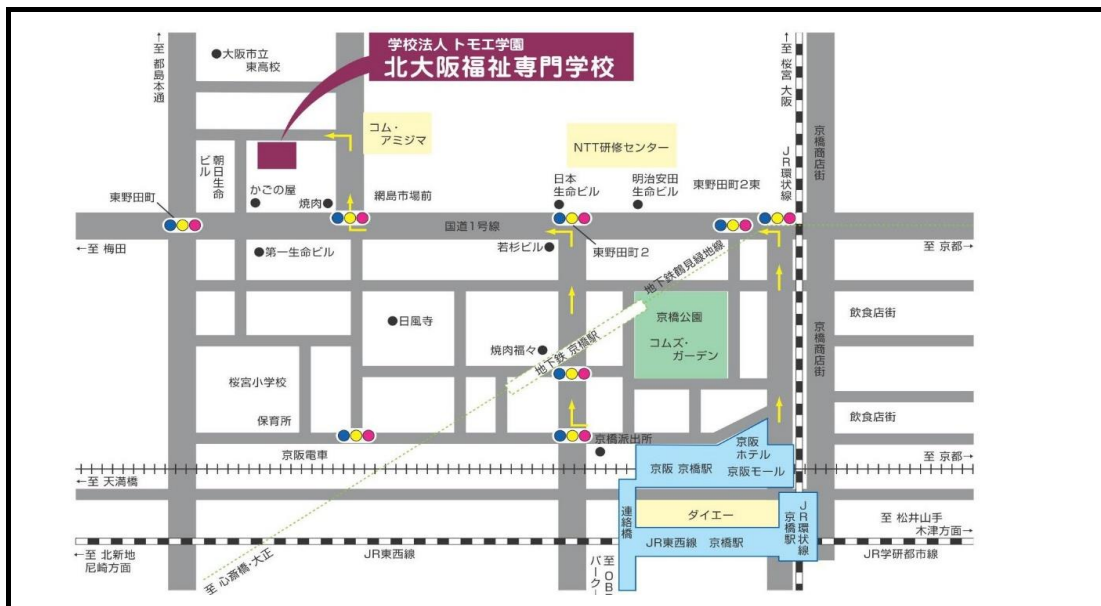 学校法人 トモエ学園
北大阪福祉専門学校
←至 都島本通
大阪市立
東高校
←至 桜宮 大阪
コム・
アミジマ
NTT研修センター
JR環状線
京橋商店街
朝日生命
ビル
かごの屋
焼肉
網島市場前
日本
生命ビル
明治安田
生命ビル
東野田町2東
東野田町
国道1号線
←至 梅田
第一生命ビル
若杉ビル
東野田町2
至 京都→
地下鉄鶴見緑地線
日風寺
京橋公園
コムズ・
ガーデン
飲食店街
京橋商店街
焼肉福々
地下鉄 京橋駅
桜宮小学校
保育所
飲食店街
京橋派出所
京阪
ホテル
京阪電車
京阪 京橋駅
京阪モール
至 京都→
←至 天満橋
連絡橋
ダイエー
JR環状線
京橋駅
至 松井山手
木津方面→
←至 北新地
尼崎方面
JR東西線
JR東西線 京橋駅
JR学研都市線
至 心斎橋・大正
至 OBP
パーク